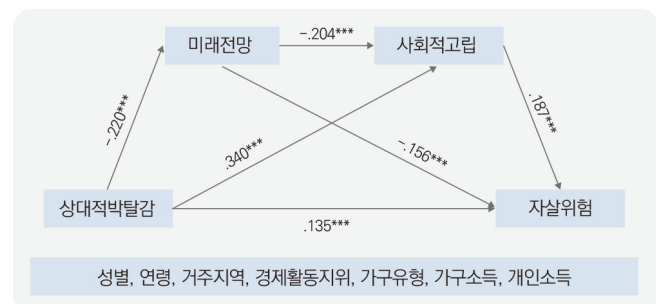 미래전망
-.204***
사회적고립
-.220***
.340***
-.156***
.187***
상대적박탈감
.135***
자살위험
성별, 연령, 거주지역, 경제활동지위, 가구유형, 가구소득, 개인소득